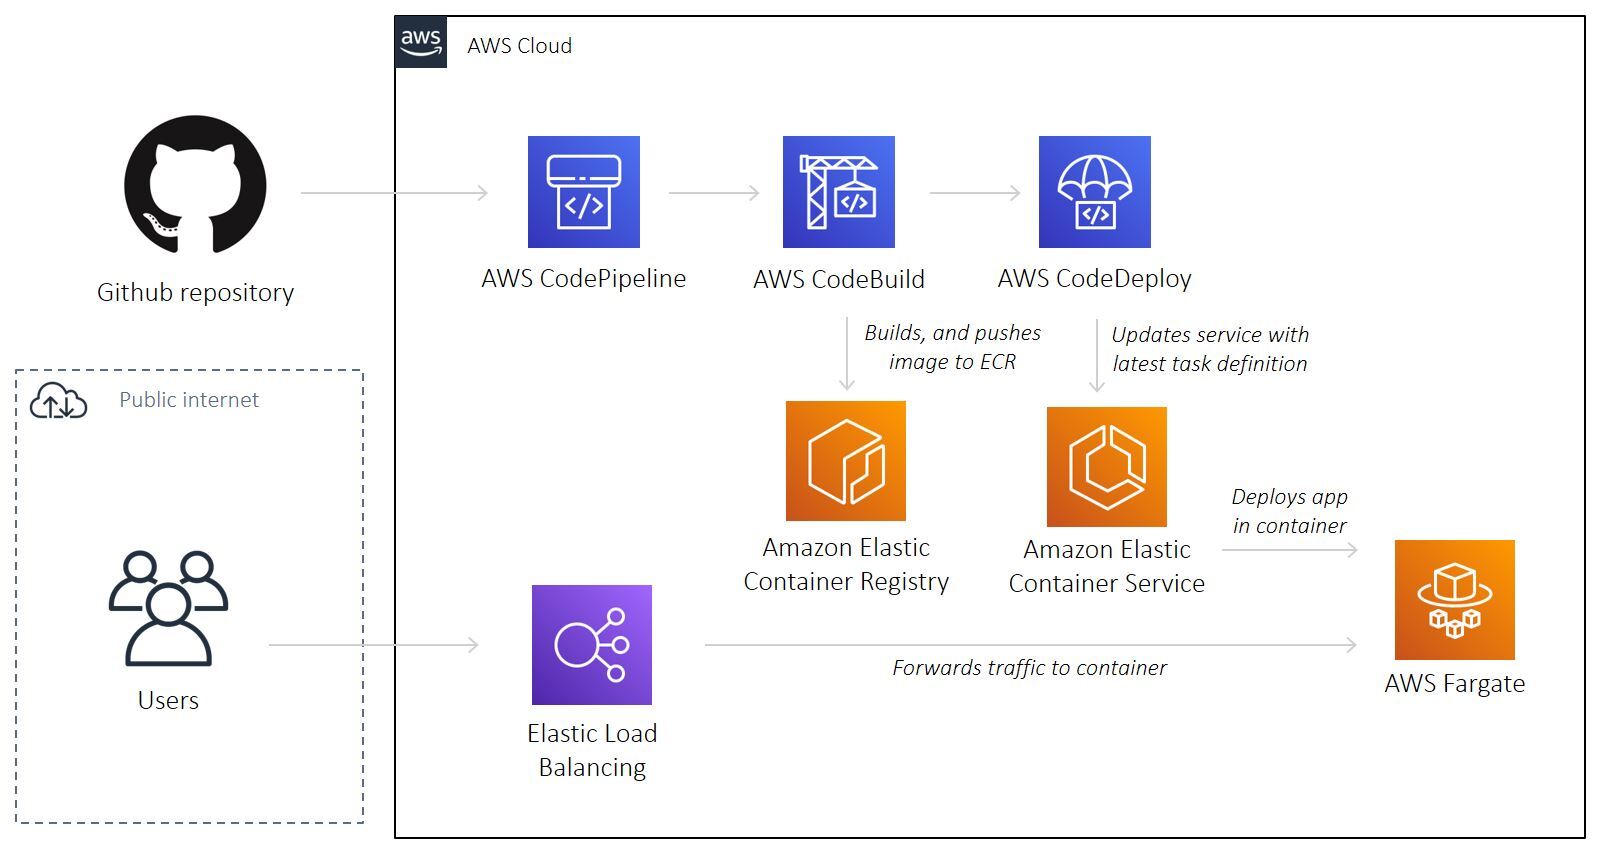 aws
AWS Cloud
Github repository
AWS CodePipeline
AWS CodeBuild
AWS CodeDeploy
Builds, and pushes
image to ECR
Updates service with
latest task definition
Public internet
Deploys app
in container
Amazon Elastic
Container Registry
Amazon Elastic
Container Service
Forwards traffic to container
AWS Fargate
Users
Elastic Load
Balancing